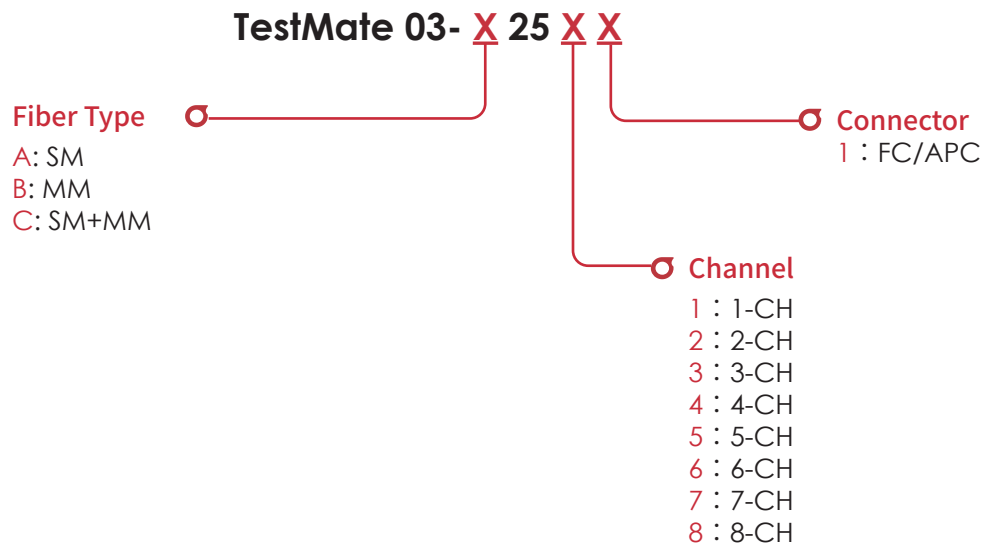 TestMate 03- X 25 X X
Fiber Type
A: SM
B: MM
C: SM+MM
Connector
1：FC/APC
Channel
1：1-CH
2：2-CH
3：3-CH
4：4-CH
5：5-CH
6：6-CH
7：7-CH
8：8-CH